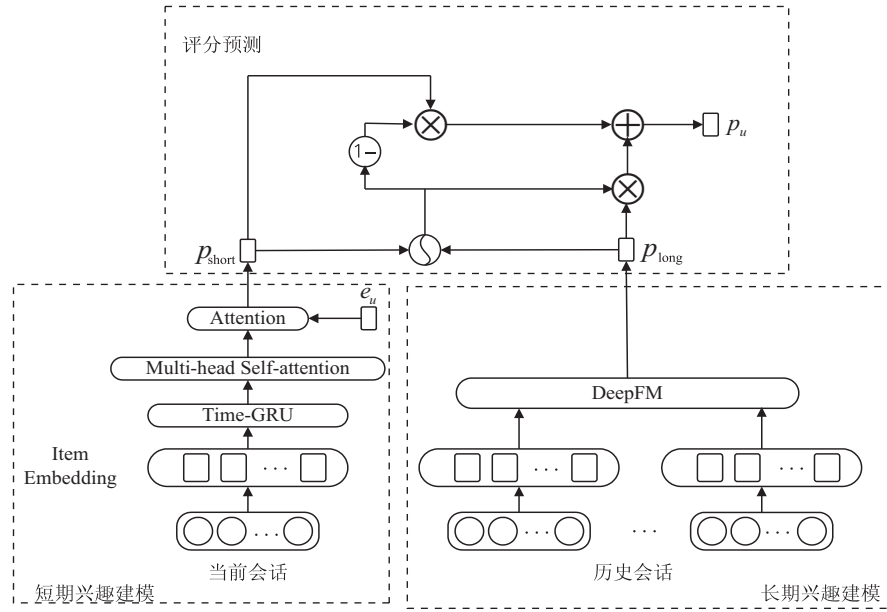 评分预测
1−
p_u
p_short
p_long
e_u
Attention
Multi-head Self-attention
DeepFM
Time-GRU
Item
Embedding
...
...
...
...
...
...
...
当前会话
历史会话
短期兴趣建模
长期兴趣建模